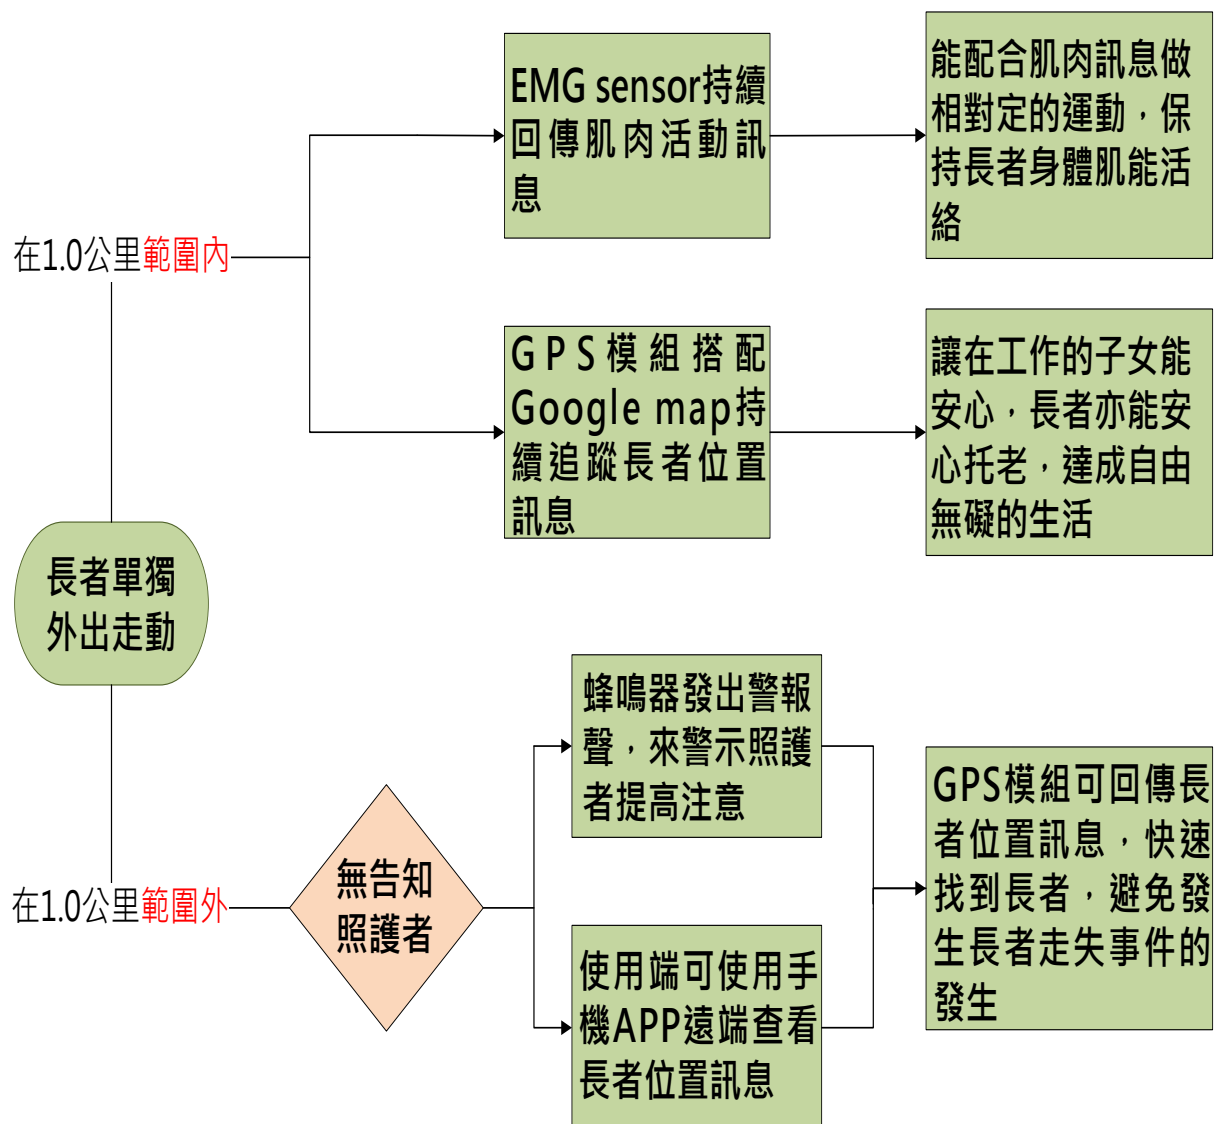 EMG sensor持續
回傳肌肉活動訊
息
能配合肌肉訊息做
相對定的運動，保
持長者身體肌能活
絡
在1.0公里範圍內
GPS模組搭配
Google map持
續追蹤長者位置
訊息
讓在工作的子女能
安心，長者亦能安
心托老，達成自由
無礙的生活
長者單獨
外出走動
在1.0公里範圍外
無告知
照護者
蜂鳴器發出警報
聲，來警示照護
者提高注意
使用端可使用手
機APP遠端查看
長者位置訊息
GPS模組可回傳長
者位置訊息，快速
找到長者，避免發
生長者走失事件的
發生